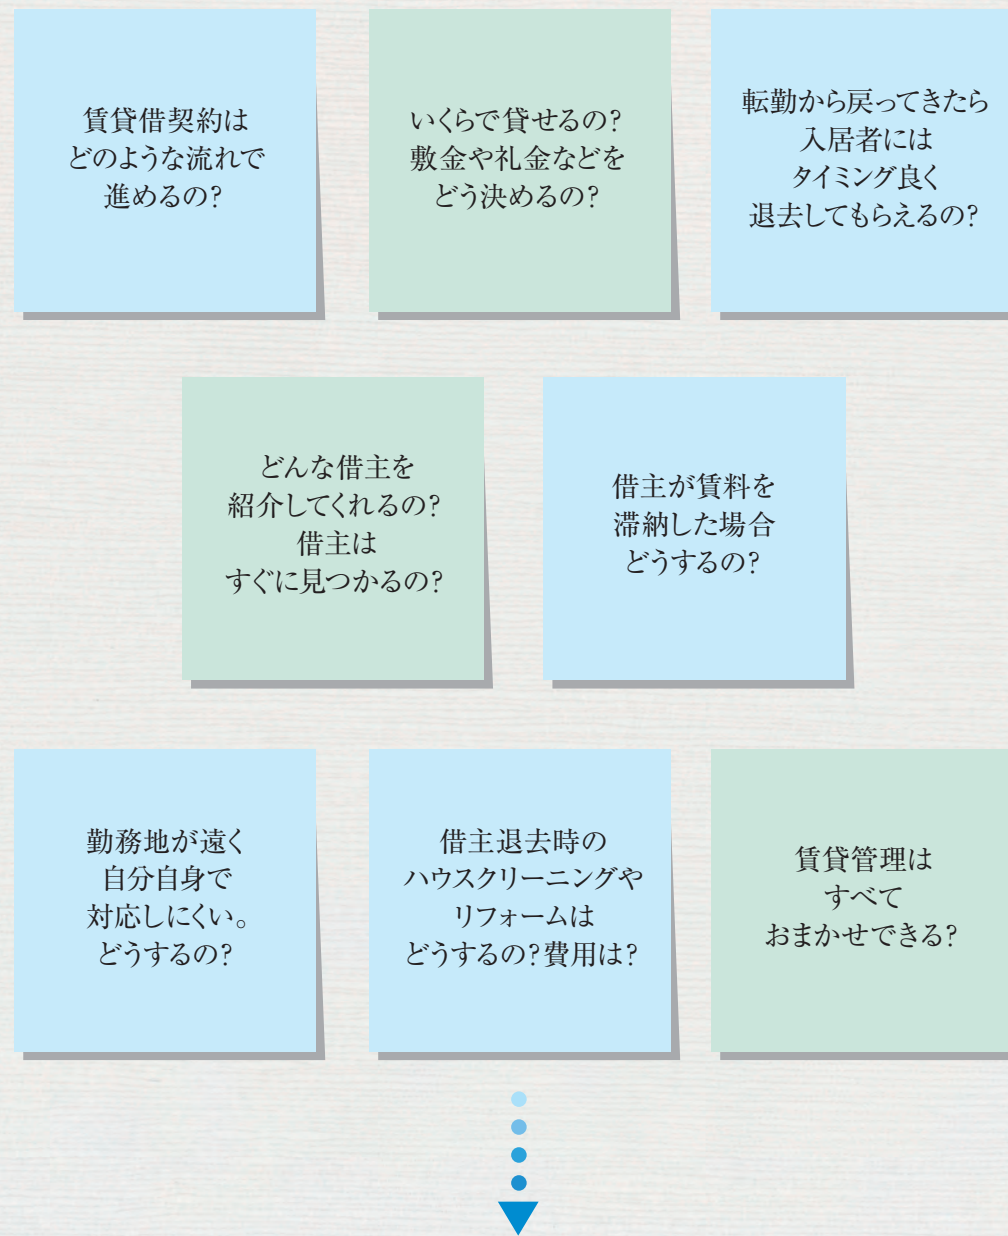 賃貸借契約は
どのような流れで
進めるの?
いくらで貸せるの?
敷金や礼金などを
どう決めるの?
転勤から戻ってきたら
入居者には
タイミング良く
退去してもらえるの?
どんな借主を
紹介してくれるの?
借主は
すぐに見つかるの?
借主が賃料を
滞納した場合
どうするの?
勤務地が遠く
自分自身で
対応しにくい。
どうするの?
借主退去時の
ハウスクリーニングや
リフォームは
どうするの?費用は?
賃貸管理は
すべて
おまかせできる?